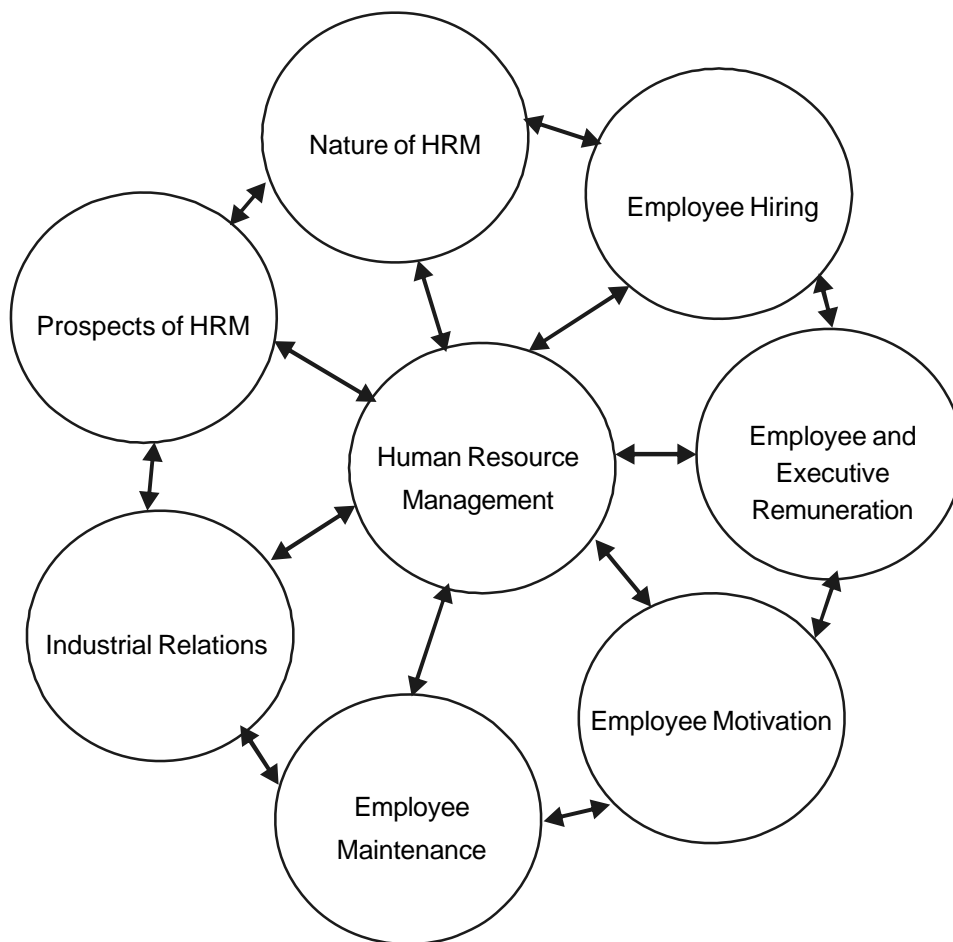 Nature of HRM
Employee Hiring
Prospects of HRM
Employee and
Executive
Remuneration
Human Resource
Management
Industrial Relations
Employee Motivation
Employee
Maintenance